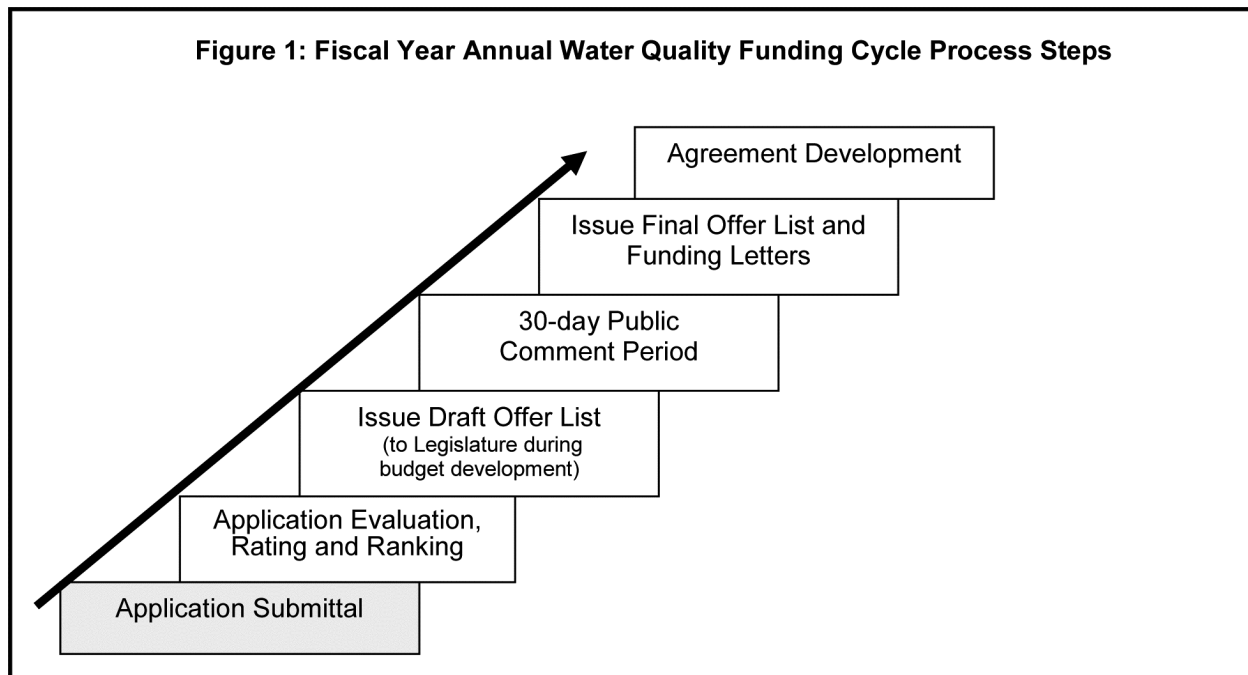 Figure 1: Fiscal Year Annual Water Quality Funding Cycle Process Steps
Agreement Development
Issue Final Offer List and
Funding Letters
30-day Public
Comment Period
Issue Draft Offer List
(to Legislature during
budget development)
Application Evaluation,
Rating and Ranking
Application Submittal